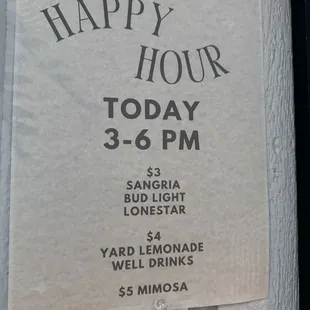 HAPPY
HOUR
TODAY
3-6 PM
$3
SANGRIA
BUD LIGHT
LONESTAR
$4
YARD LEMONADE
WELL DRINKS
$5 MIMOSA